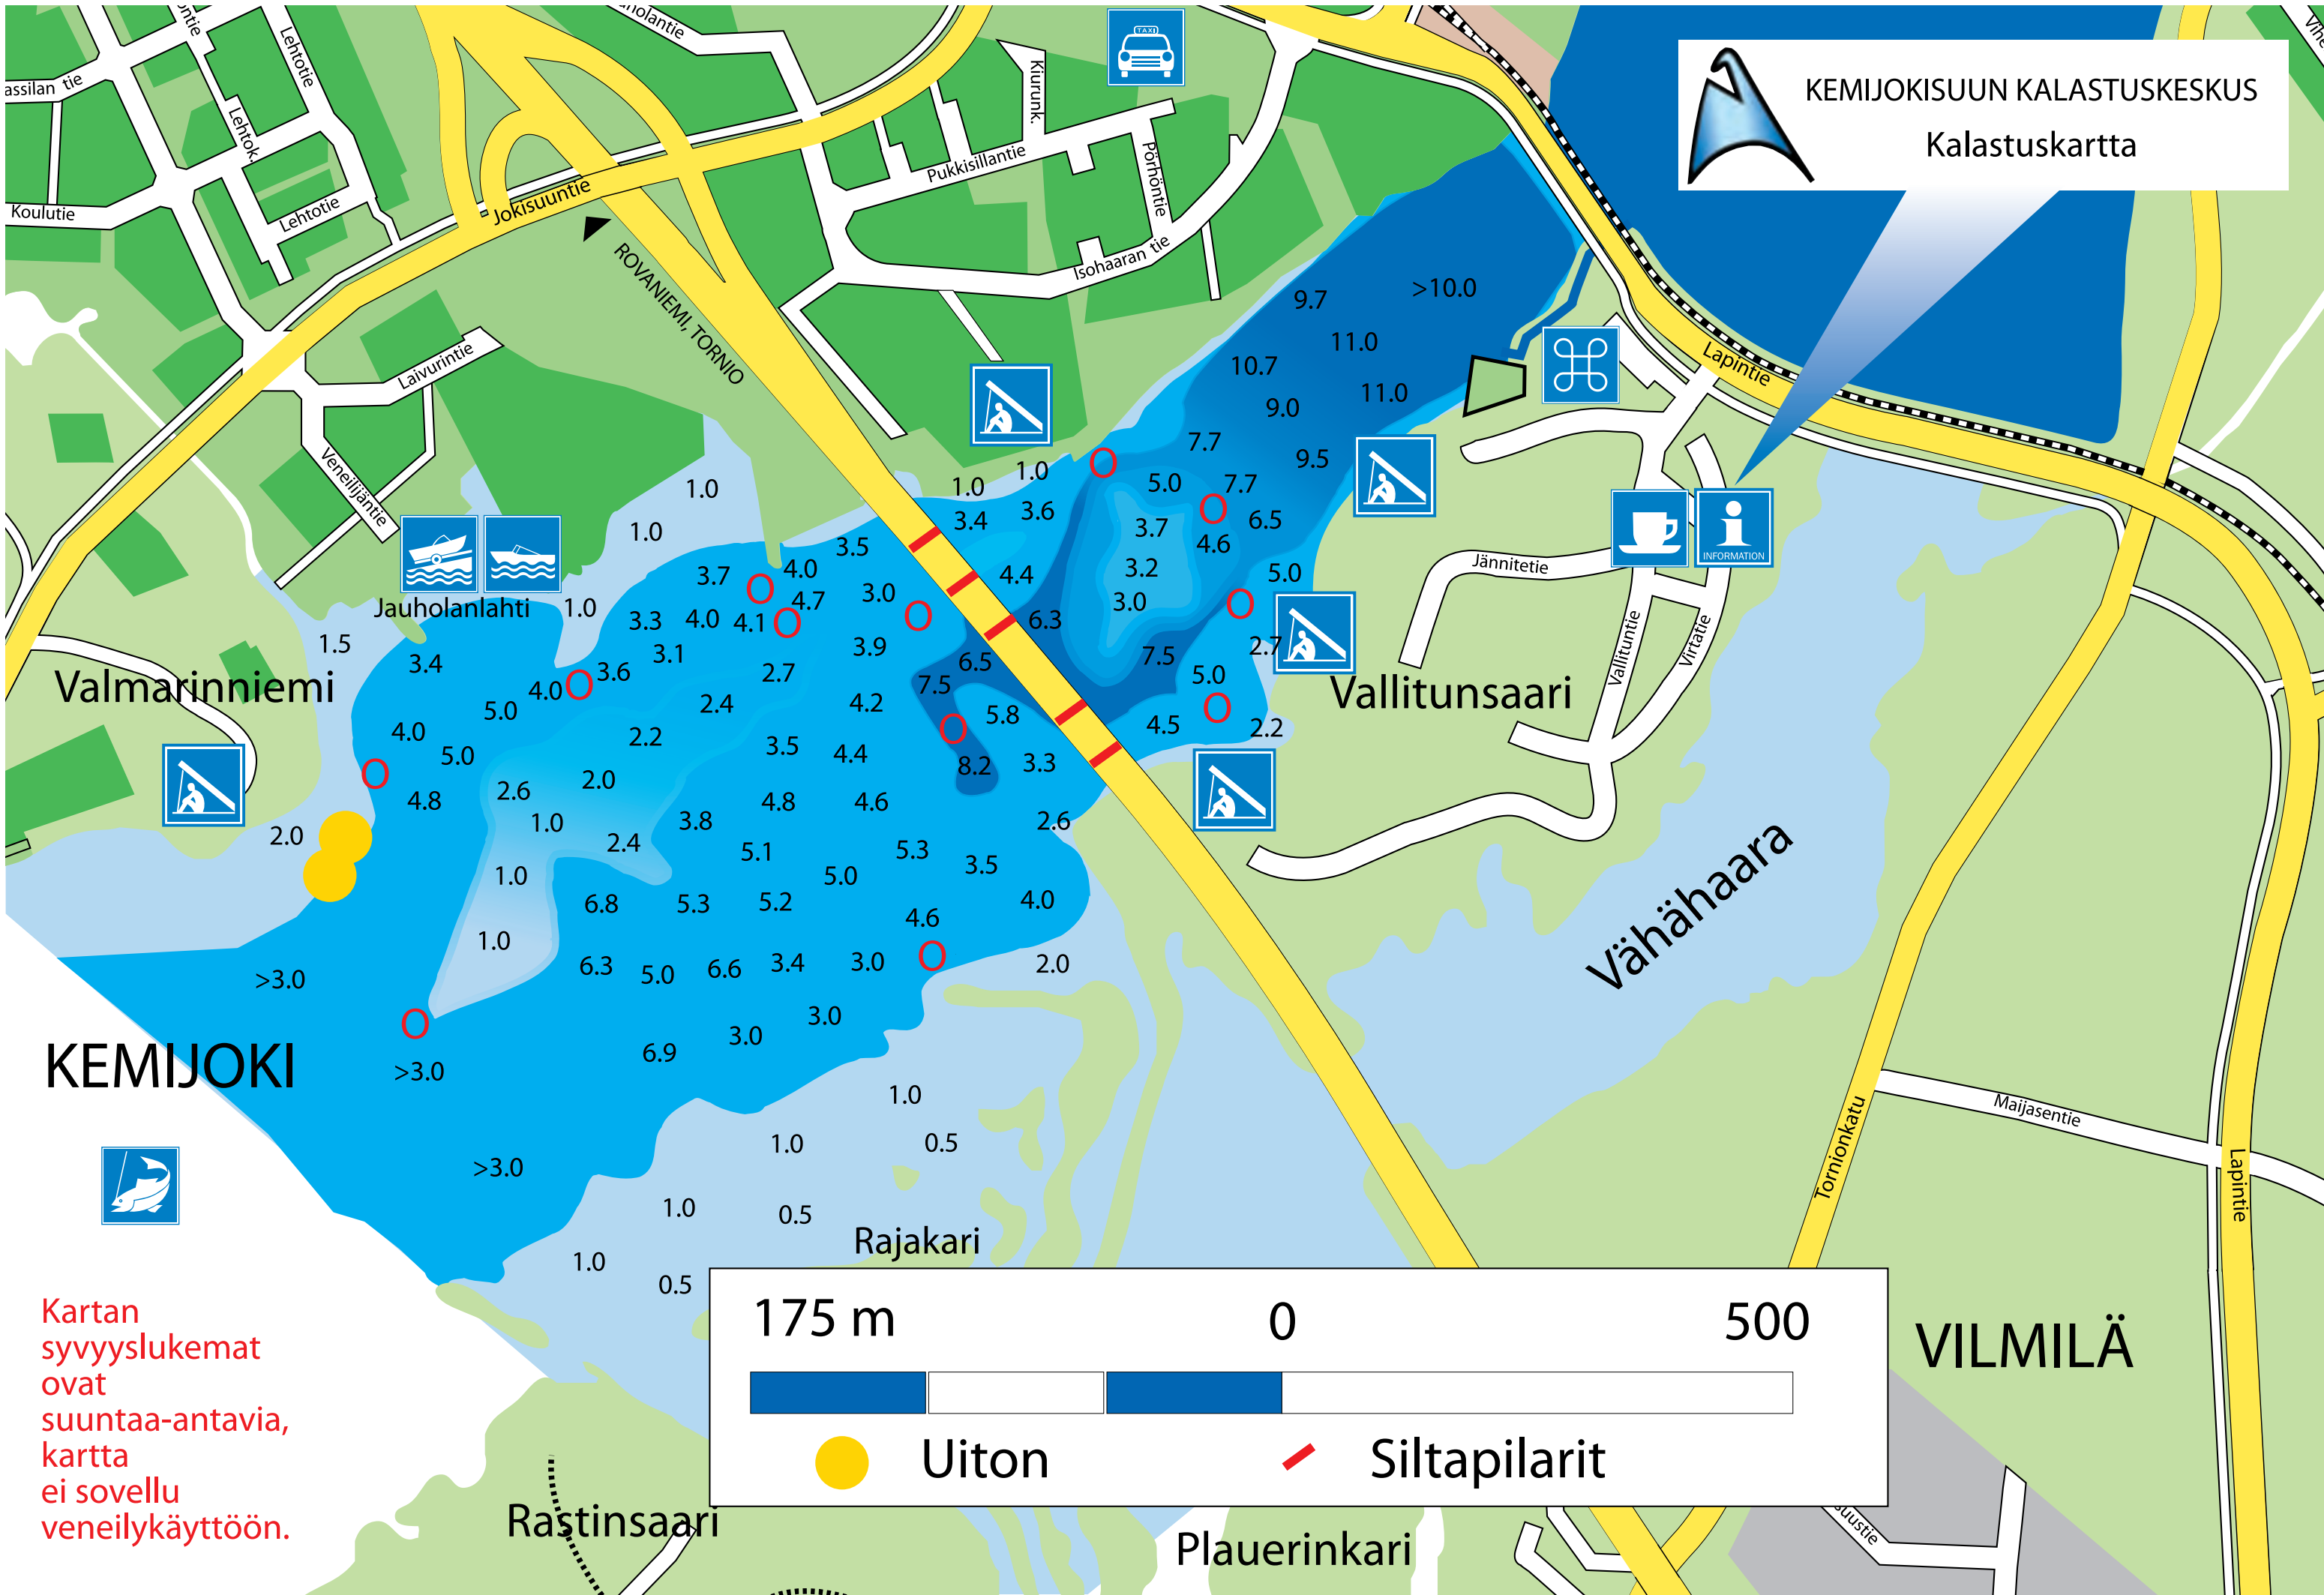 Lehtotie
Lehtok.
Koulutie
Lehtotie
Jokisuuntie
ROVANIEMI, TORNIO
Kiurunk.
Pukkisillantie
Pörhöntie
Isohaaran tie
TAXI
KEMIJOKISUUN KALASTUSKESKUS
Kalastuskartta
Lapintie
Laivurintie
Veneilijäntie
Jauholanlahti
Valmarinniemi
9.7
>10.0
11.0
10.7
11.0
9.0
7.7
9.5
1.0
1.0
1.0
5.0
7.7
3.4
3.6
3.7
6.5
1.0
3.5
4.6
3.7
4.0
4.4
3.2
5.0
1.0
4.7
3.0
3.0
3.3
4.0
4.1
6.3
1.5
3.4
3.6
3.1
3.9
2.7
7.5
2.7
6.5
5.0
4.0
7.5
5.0
2.4
4.2
5.8
4.5
2.2
4.0
2.2
3.5
4.4
5.0
8.2
3.3
2.6
2.0
4.8
4.8
4.6
2.0
1.0
3.8
2.6
2.4
5.1
5.3
3.5
1.0
5.0
6.8
5.3
5.2
4.6
4.0
1.0
>3.0
6.3
5.0
6.6
3.4
3.0
2.0
3.0
3.0
6.9
>3.0
1.0
1.0
0.5
>3.0
1.0
0.5
1.0
0.5
INFORMATION
Jännitetie
Vallituntie
Virtatie
Vallitunsaari
Vähähaara
KEMIJOKI
Maijasentie
Tornionkatu
Lapintie
Rajakari
Kartan
syvyyslukemat
ovat
suuntaa-antavia,
kartta
ei sovellu
veneilykäyttöön.
175 m 0 500
Uiton Siltapilarit
VILMILÄ
Rastinsaari
Plauerinkari